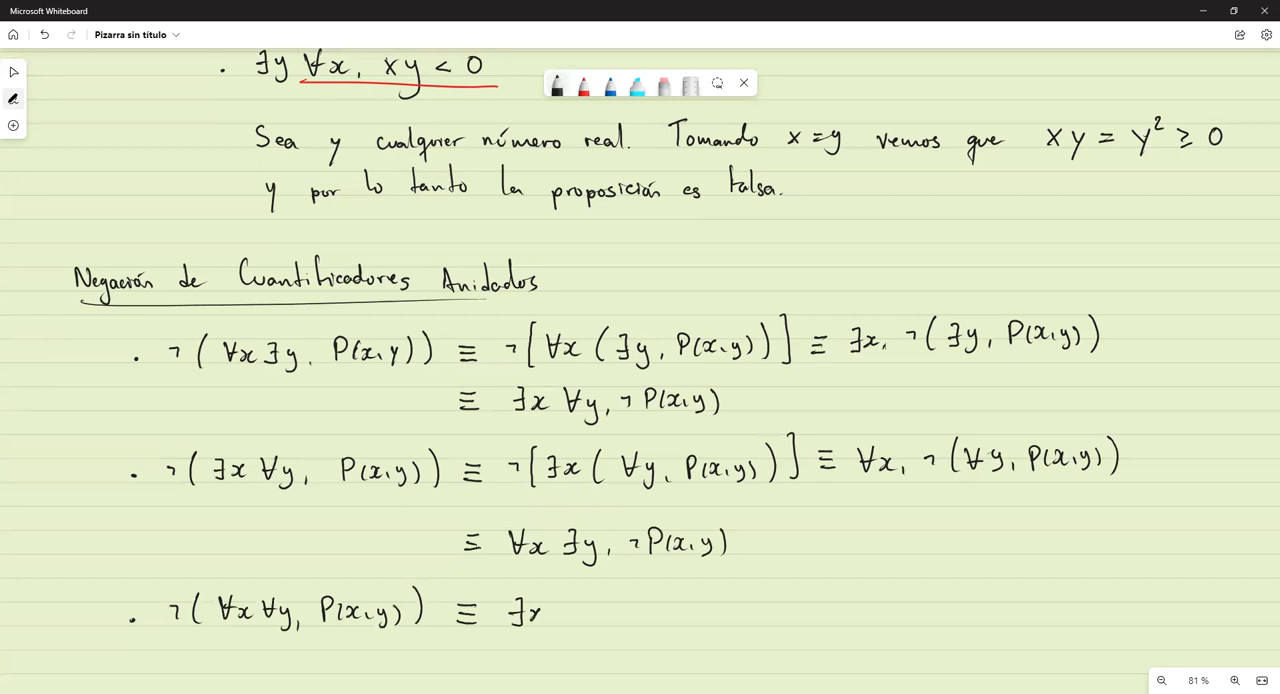 Microsoft Whiteboard
Pizarra sin título
. ∃y ∀x, xy < 0
Sea y cualquier número real. Tomando x = y vemos que xy = y² ≥ 0
y por lo tanto la proposición es falsa.
Negación de Cuantificadores Anidados
. ¬(∀x ∃y, P(x,y)) ≡ ¬[∀x (∃y, P(x,y))] ≡ ∃x, ¬(∃y, P(x,y))
≡ ∃x ∀y, ¬P(x,y)
. ¬(∃x ∀y, P(x,y)) ≡ ¬[∃x (∀y, P(x,y))] ≡ ∀x, ¬(∀y, P(x,y))
≡ ∀x ∃y, ¬P(x,y)
. ¬(∀x ∀y, P(x,y)) ≡ ∃x
81 %